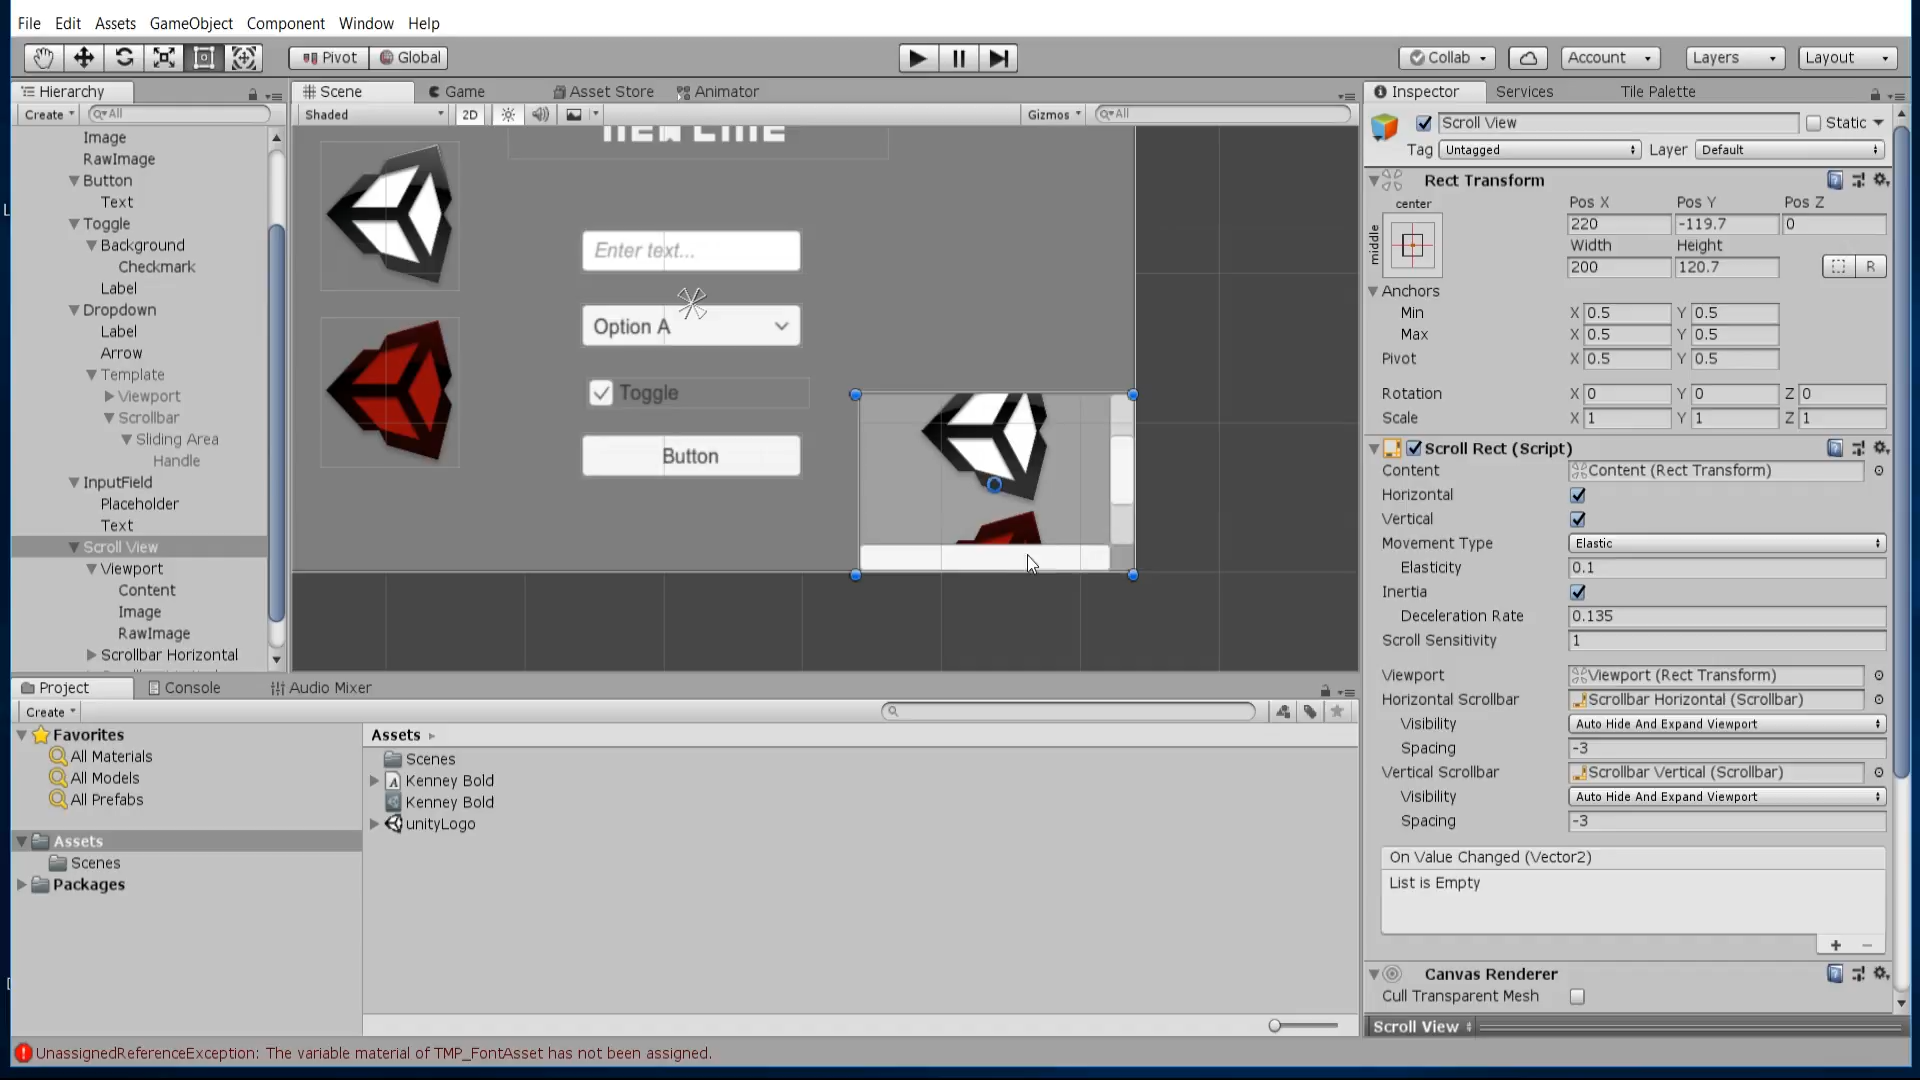 File Edit Assets GameObject Component Window Help
Pivot Global Collab Account Layers Layout
Hierarchy
Create All
Image
RawImage
Button
Text
Toggle
Background
Checkmark
Label
Dropdown
Label
Arrow
Template
Viewport
Scrollbar
Sliding Area
Handle
InputField
Placeholder
Text
Scroll View
Viewport
Content
Image
RawImage
Scrollbar Horizontal
Scene Game Asset Store Animator
Shaded 2D Gizmos All
Enter text...
Option A
Toggle
Button
Inspector Services Tile Palette
Scroll View Static
Tag Untagged Layer Default
Rect Transform
center
middle
Pos X Pos Y Pos Z
220 -119.7 0
Width Height
200 120.7 R
Anchors
Min X 0.5 Y 0.5
Max X 0.5 Y 0.5
Pivot X 0.5 Y 0.5
Rotation X 0 Y 0 Z 0
Scale X 1 Y 1 Z 1
Scroll Rect (Script)
Content Content (Rect Transform)
Horizontal
Vertical
Movement Type Elastic
Elasticity 0.1
Inertia
Deceleration Rate 0.135
Scroll Sensitivity 1
Viewport Viewport (Rect Transform)
Horizontal Scrollbar Scrollbar Horizontal (Scrollbar)
Visibility Auto Hide And Expand Viewport
Spacing -3
Vertical Scrollbar Scrollbar Vertical (Scrollbar)
Visibility Auto Hide And Expand Viewport
Spacing -3
On Value Changed (Vector2)
List is Empty
Canvas Renderer
Cull Transparent Mesh
Scroll View
Project Console Audio Mixer
Create
Favorites
All Materials
All Models
All Prefabs
Assets
Scenes
Packages
Assets
Scenes
Kenney Bold
Kenney Bold
unityLogo
UnassignedReferenceException: The variable material of TMP_FontAsset has not been assigned.